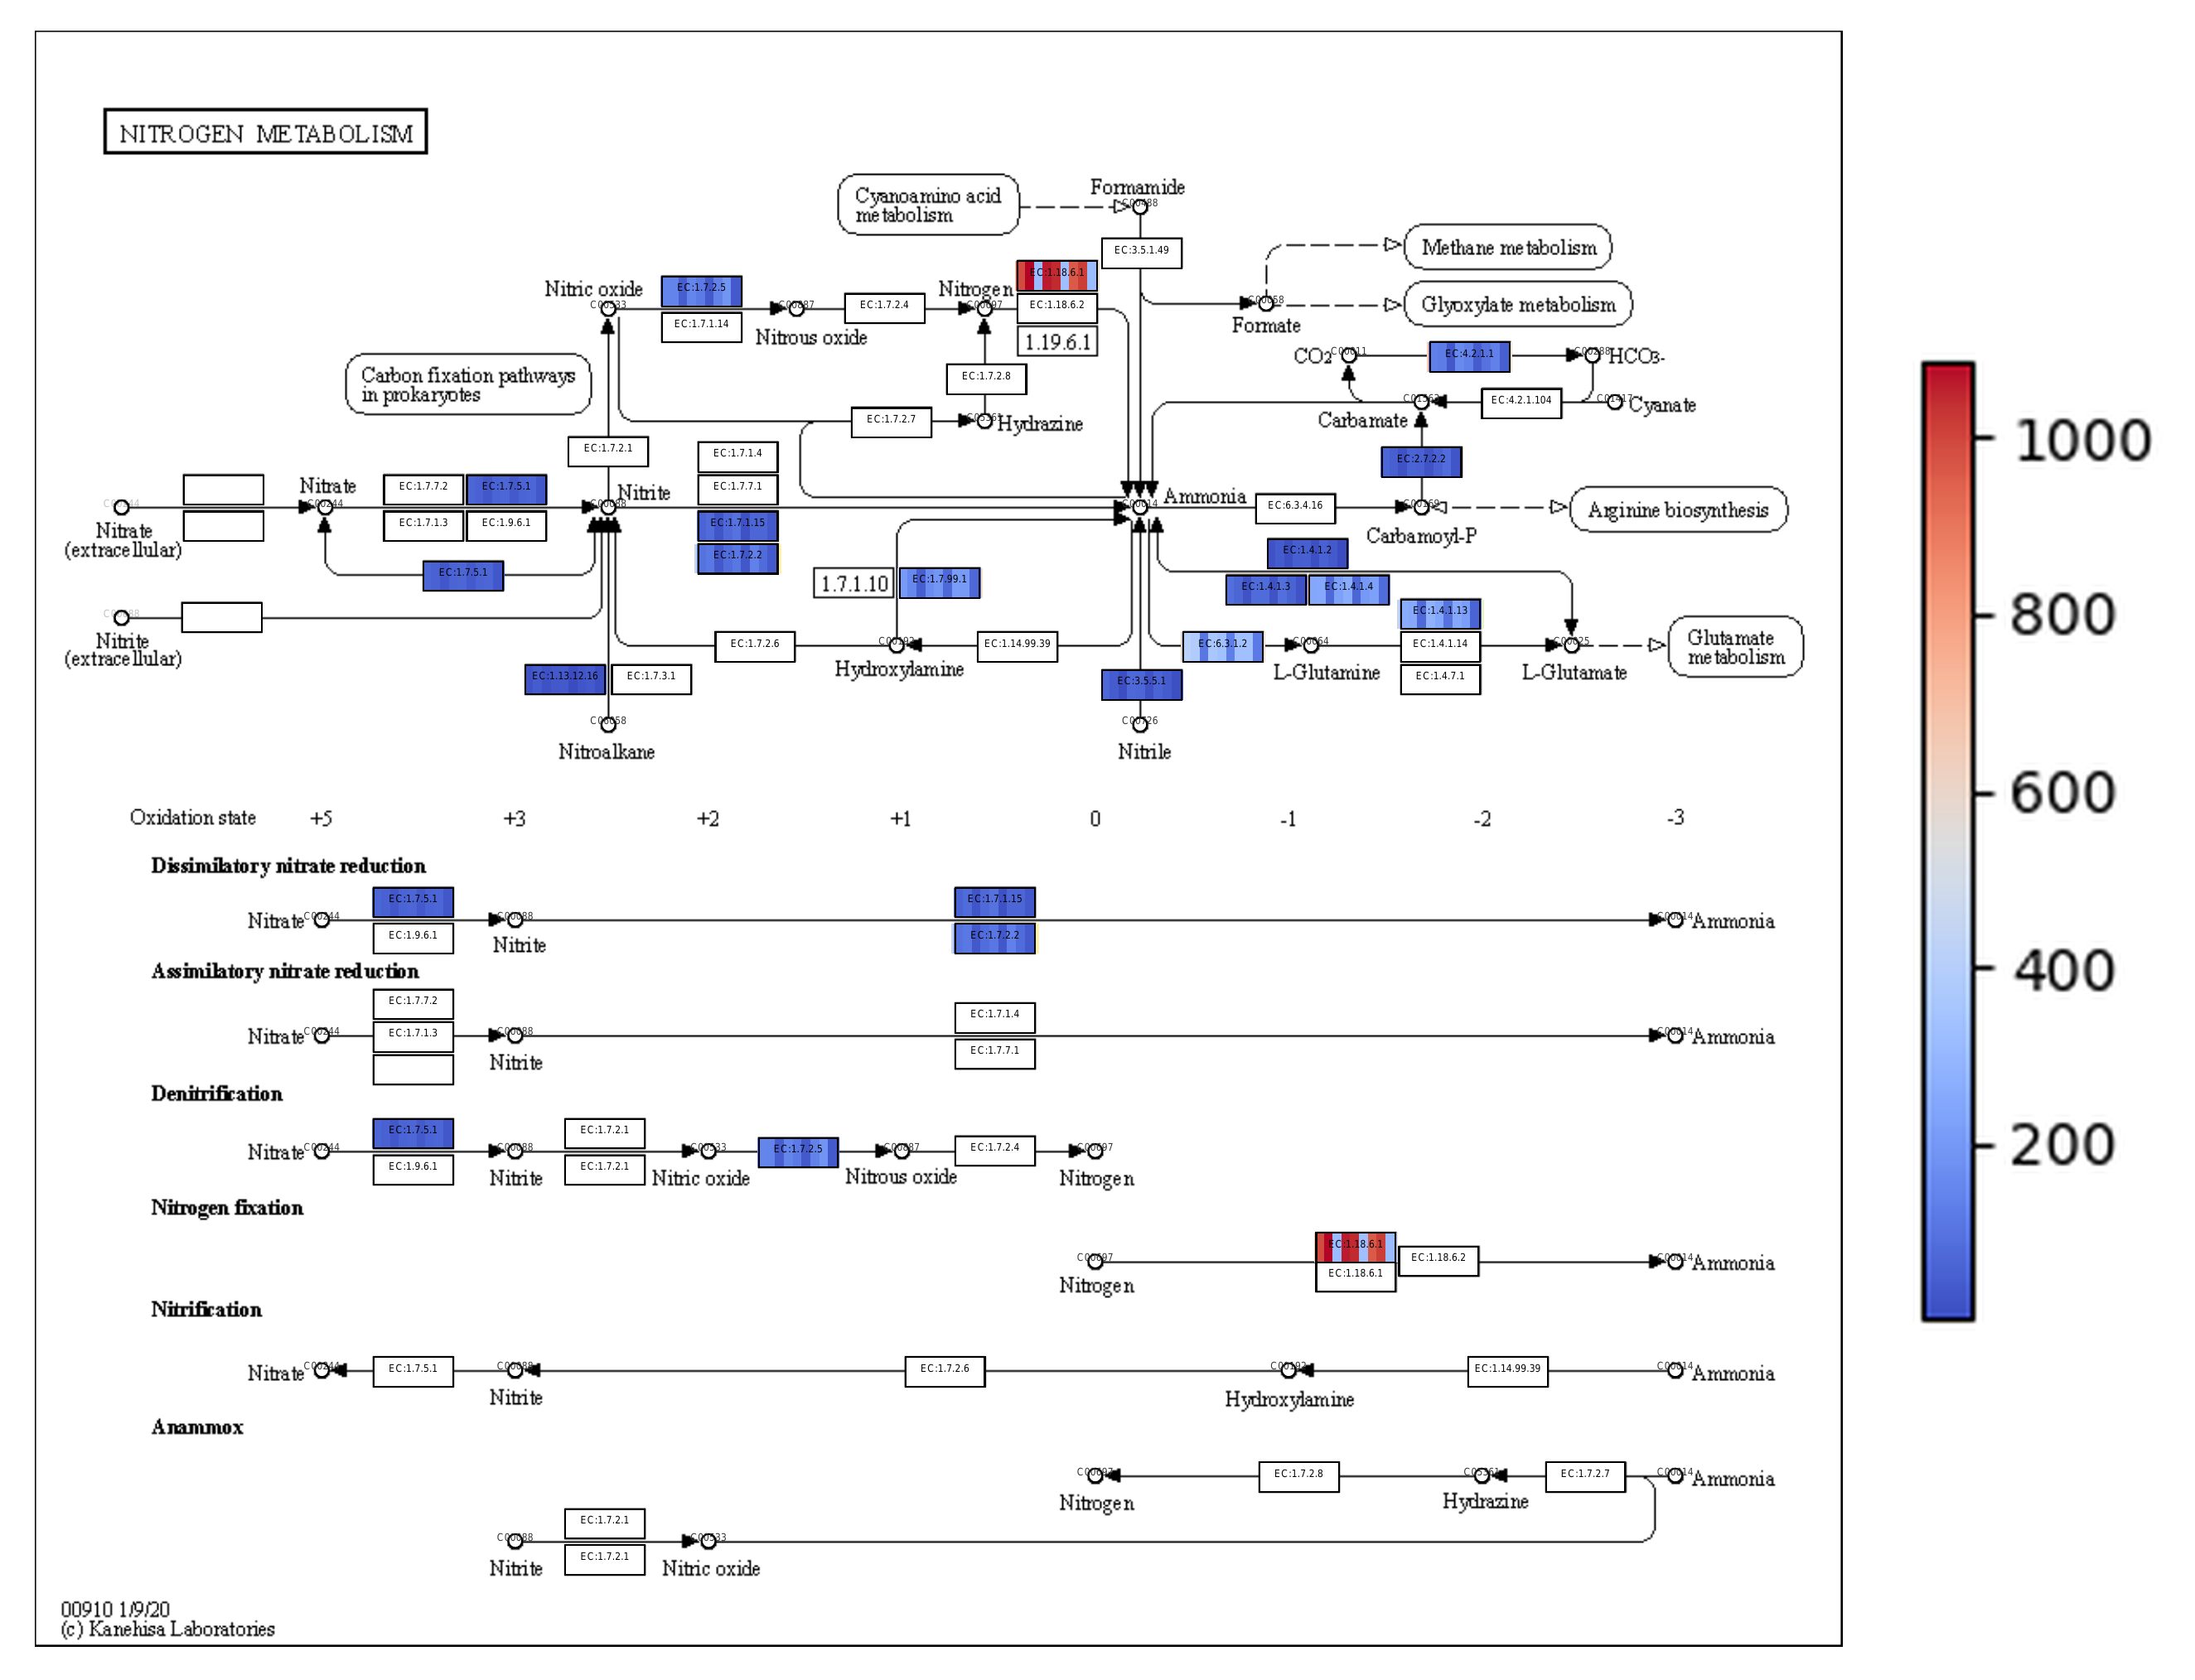 NITROGEN METABOLISM
Cyanoamino acid
metabolism
Formamide
C00488
EC:3.5.1.49
Methane metabolism
Glyoxylate metabolism
C00058
Formate
Nitric oxide
C00533
EC:1.7.2.5
EC:1.7.1.14
C00887
Nitrous oxide
EC:1.7.2.4
Nitrogen
C00697
EC:1.18.6.1
EC:1.18.6.2
1.19.6.1
EC:1.7.2.8
CO2
C00011
EC:4.2.1.1
C00288
HCO3-
Carbon fixation pathways
in prokaryotes
EC:1.7.2.7
Hydrazine
Carbamate
EC:4.2.1.104
C01417
Cyanate
EC:1.7.2.1
EC:1.7.1.4
EC:1.7.7.1
EC:1.7.1.15
EC:1.7.2.2
EC:2.7.2.2
Nitrate
(extracellular)
Nitrate
C00244
EC:1.7.7.2
EC:1.7.5.1
EC:1.7.1.3
EC:1.9.6.1
Nitrite
C00088
Ammonia
C00014
EC:6.3.4.16
C00169
Carbamoyl-P
Arginine biosynthesis
EC:1.7.5.1
1.7.1.10
EC:1.7.99.1
EC:1.4.1.2
EC:1.4.1.3
EC:1.4.1.4
EC:1.4.1.13
EC:1.4.1.14
EC:1.4.7.1
Nitrite
(extracellular)
EC:1.7.2.6
C00192
Hydroxylamine
EC:1.14.99.39
EC:6.3.1.2
C00064
L-Glutamine
C00025
L-Glutamate
Glutamate
metabolism
EC:1.13.12.16
EC:1.7.3.1
EC:3.5.5.1
Nitroalkane
C00726
Nitrile
Oxidation state +5 +3 +2 +1 0 -1 -2 -3
Dissimilatory nitrate reduction
Nitrate C00244
EC:1.7.5.1
EC:1.9.6.1
C00088
Nitrite
EC:1.7.1.15
EC:1.7.2.2
C00014 Ammonia
Assimilatory nitrate reduction
Nitrate C00244
EC:1.7.7.2
EC:1.7.1.3
C00088
Nitrite
EC:1.7.1.4
EC:1.7.7.1
C00014 Ammonia
Denitrification
Nitrate C00244
EC:1.7.5.1
EC:1.9.6.1
C00088
Nitrite
EC:1.7.2.1
EC:1.7.2.1
C00533
Nitric oxide
EC:1.7.2.5
C00887
Nitrous oxide
EC:1.7.2.4
C00697
Nitrogen
Nitrogen fixation
C00697
Nitrogen
EC:1.18.6.1
EC:1.18.6.1
EC:1.18.6.2
C00014 Ammonia
Nitrification
Nitrate C00244
EC:1.7.5.1
C00088
Nitrite
EC:1.7.2.6
C00192
Hydroxylamine
EC:1.14.99.39
C00014 Ammonia
Anammox
C00697
Nitrogen
EC:1.7.2.8
Hydrazine
EC:1.7.2.7
C00014 Ammonia
C00088
Nitrite
EC:1.7.2.1
EC:1.7.2.1
C00533
Nitric oxide
00910 1/9/20
(c) Kanehisa Laboratories
1000
800
600
400
200